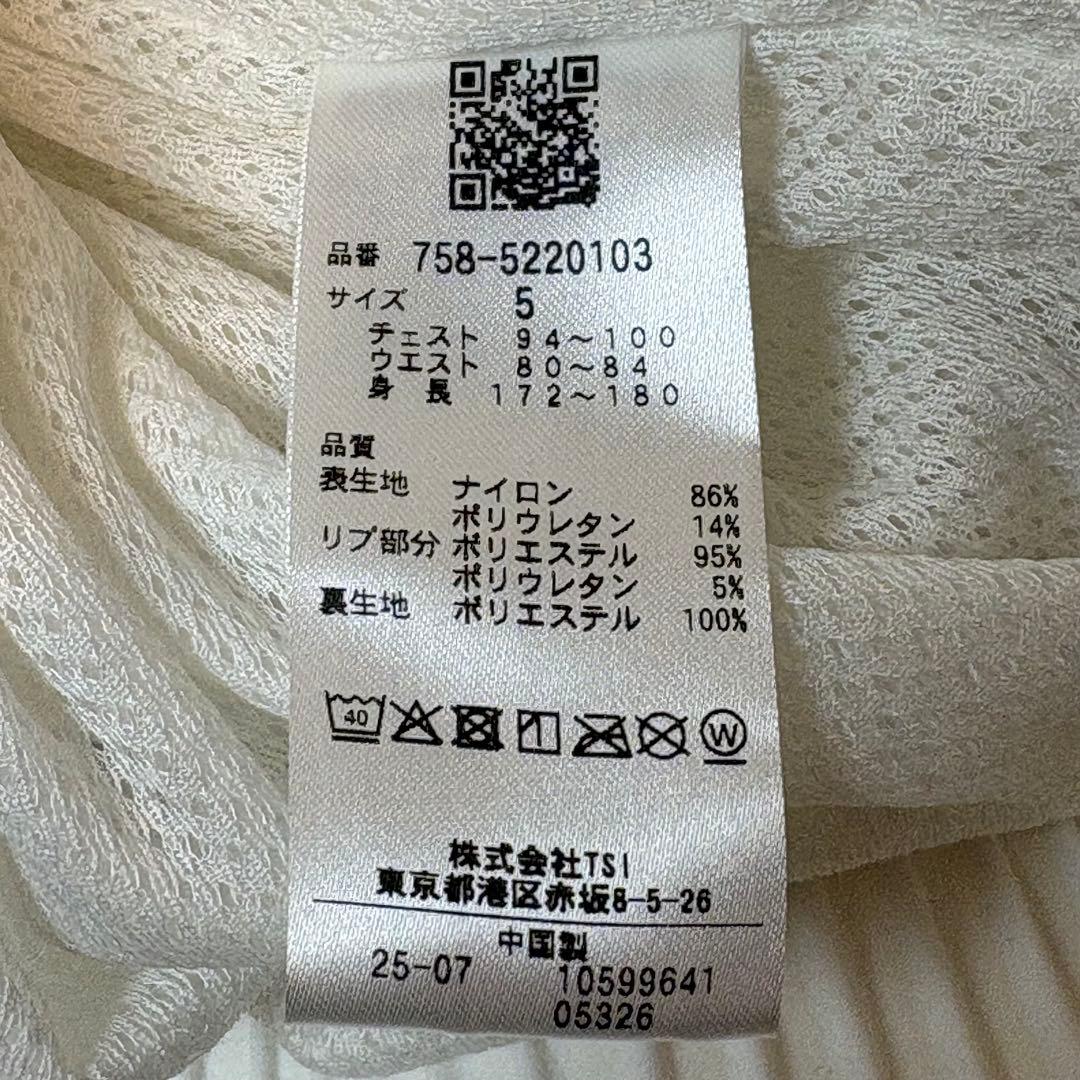 品番 758-5220103
サイズ 5
チェスト 94～100
ウエスト 80～84
身 長 172～180
品質
表生地 ナイロン 86%
ポリウレタン 14%
リブ部分 ポリエステル 95%
ポリウレタン 5%
裏生地 ポリエステル 100%
40
W
株式会社TSI
東京都港区赤坂8-5-26
中国製
25-07 10599641
05326